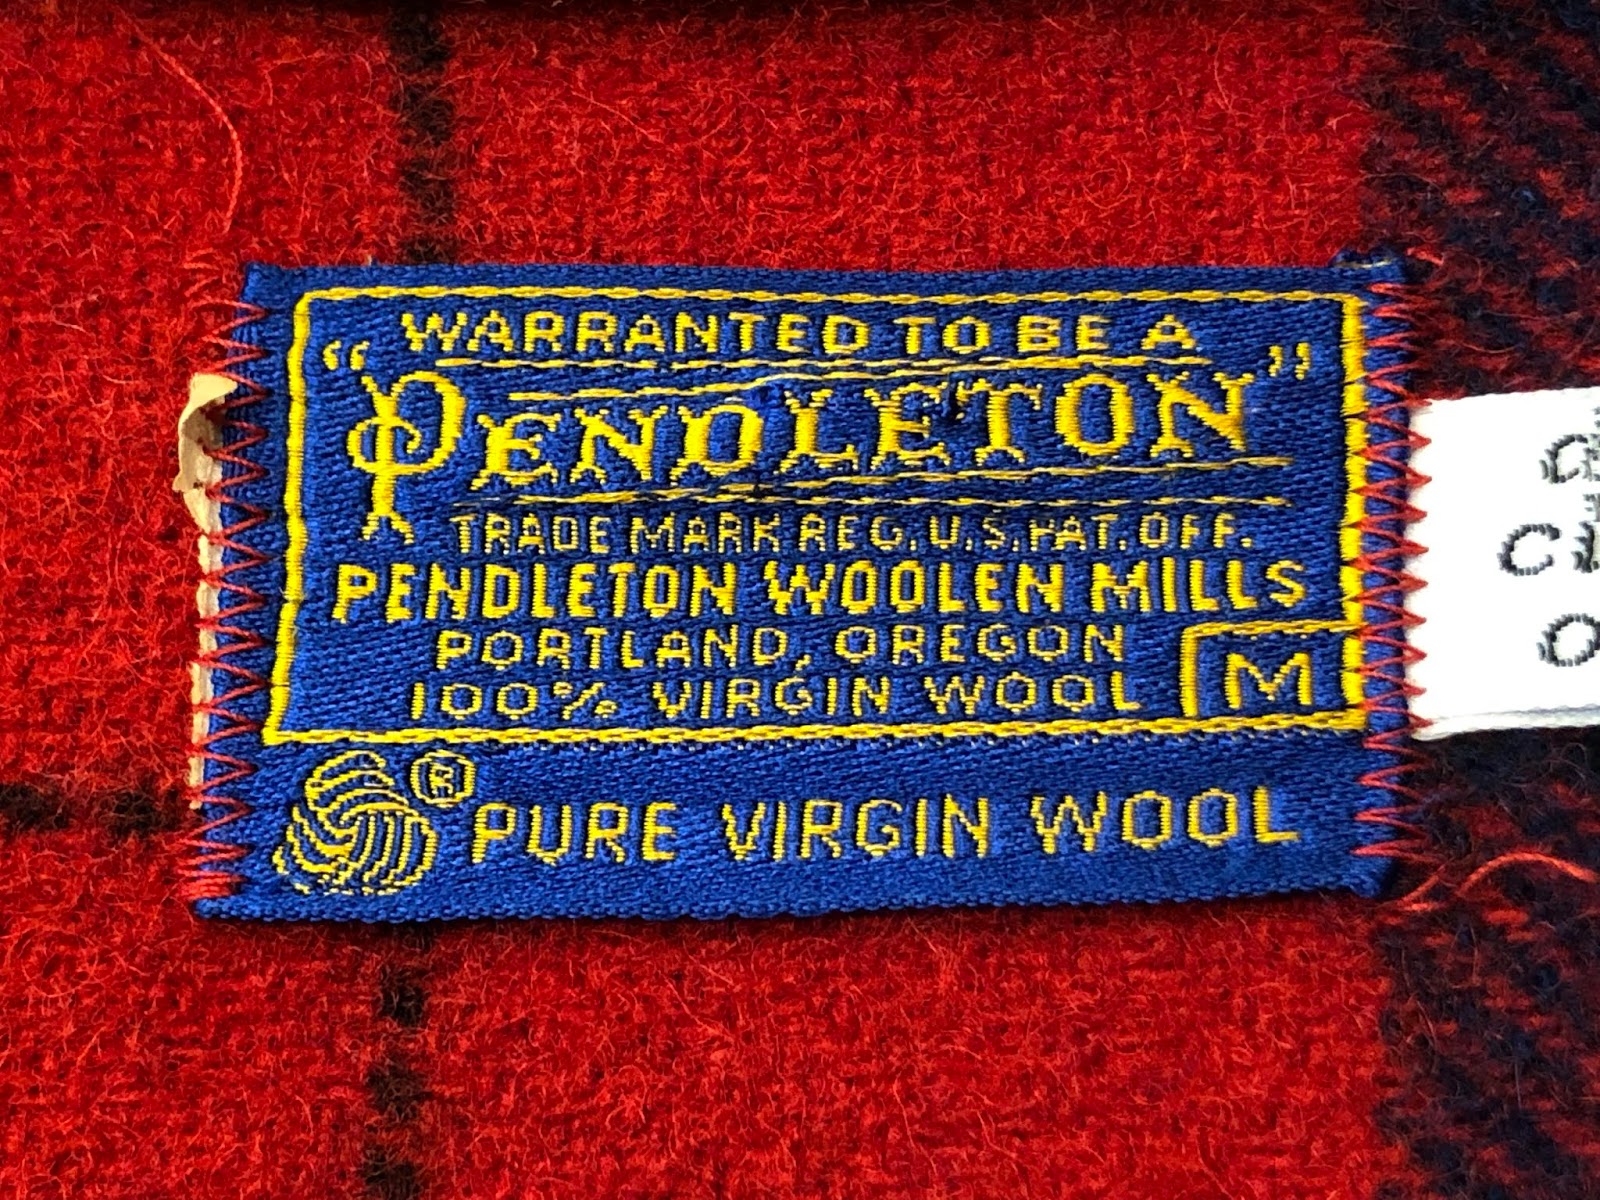 WARRANTED TO BE A
"PENDLETON"
TRADE MARK REG. U.S. PAT. OFF.
PENDLETON WOOLEN MILLS
PORTLAND, OREGON
100% VIRGIN WOOL
M
® PURE VIRGIN WOOL